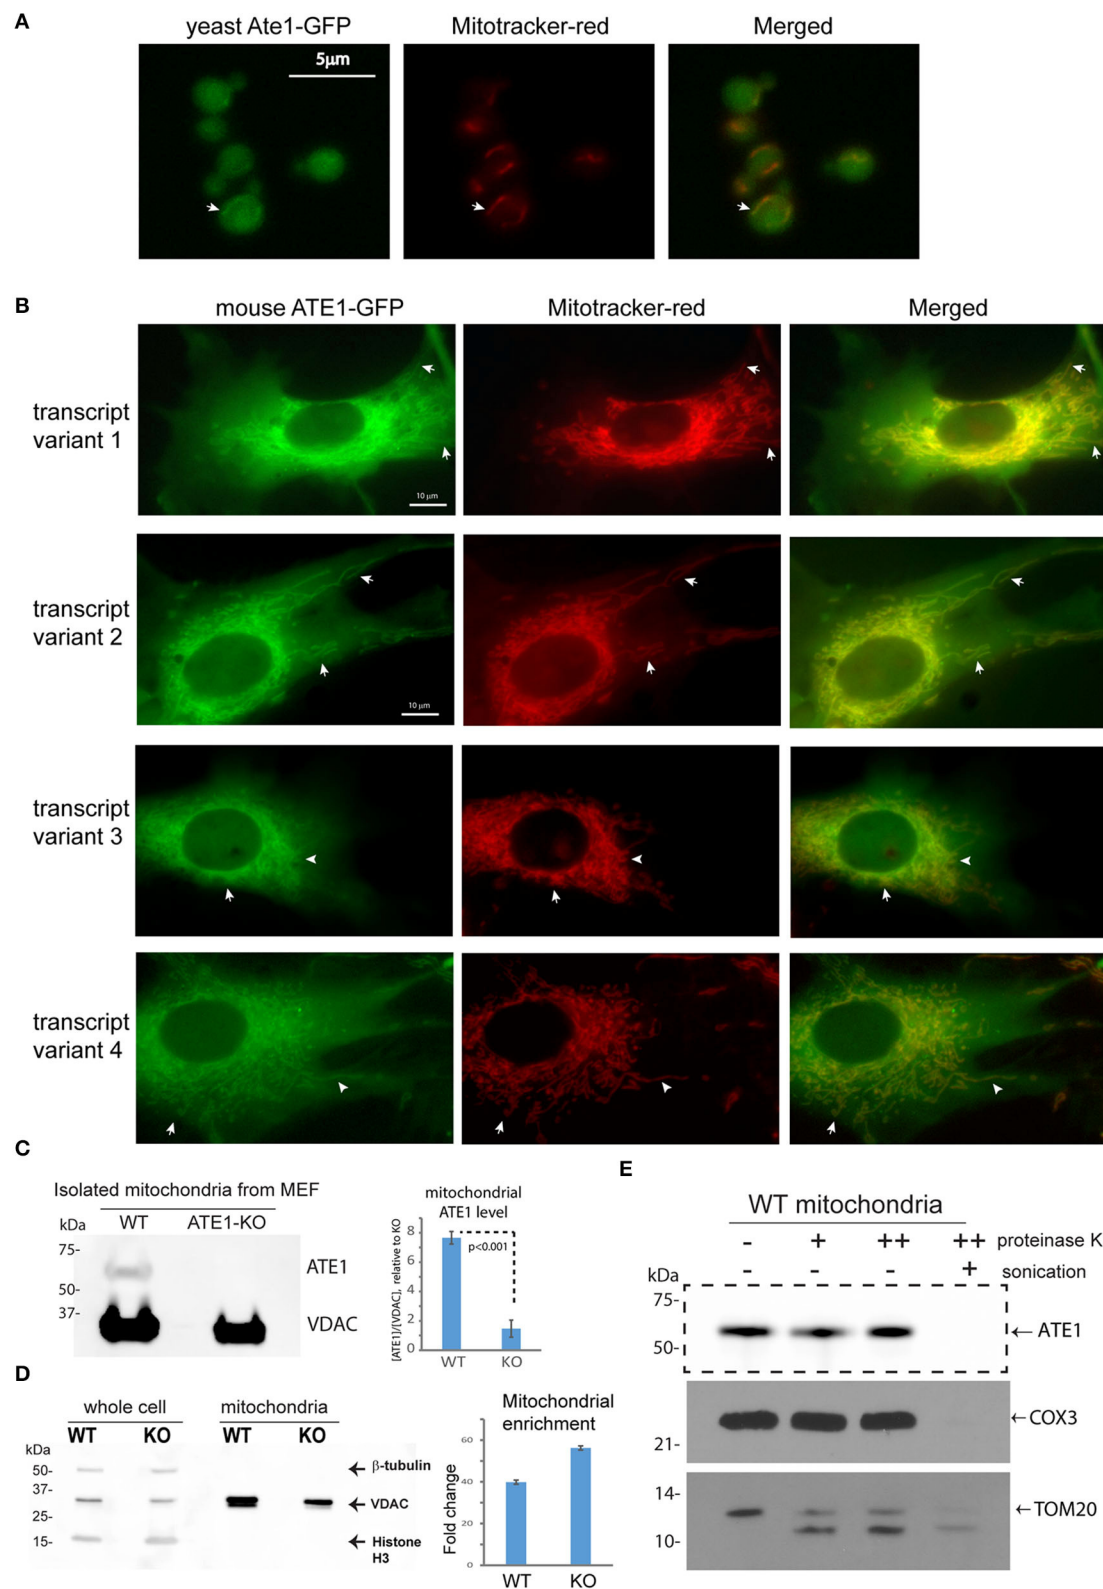 A
yeast Ate1-GFP
Mitotracker-red
Merged
5μm
B
mouse ATE1-GFP
Mitotracker-red
Merged
transcript
variant 1
10 μm
transcript
variant 2
10 μm
transcript
variant 3
transcript
variant 4
C
Isolated mitochondria from MEF
kDa
WT
ATE1-KO
75-
50-
37-
ATE1
VDAC
mitochondrial
ATE1 level
[ATE1]/[VDAC], relative to KO
8
6
4
2
0
p<0.001
WT
KO
D
whole cell
mitochondria
WT
KO
WT
KO
kDa
50-
37-
25-
15-
β-tubulin
VDAC
Histone
H3
Mitochondrial
enrichment
Fold change
60
40
20
0
WT
KO
E
WT mitochondria
- + ++ ++ proteinase K
- - - + sonication
kDa
75-
50-
←ATE1
21-
←COX3
14-
10-
←TOM20